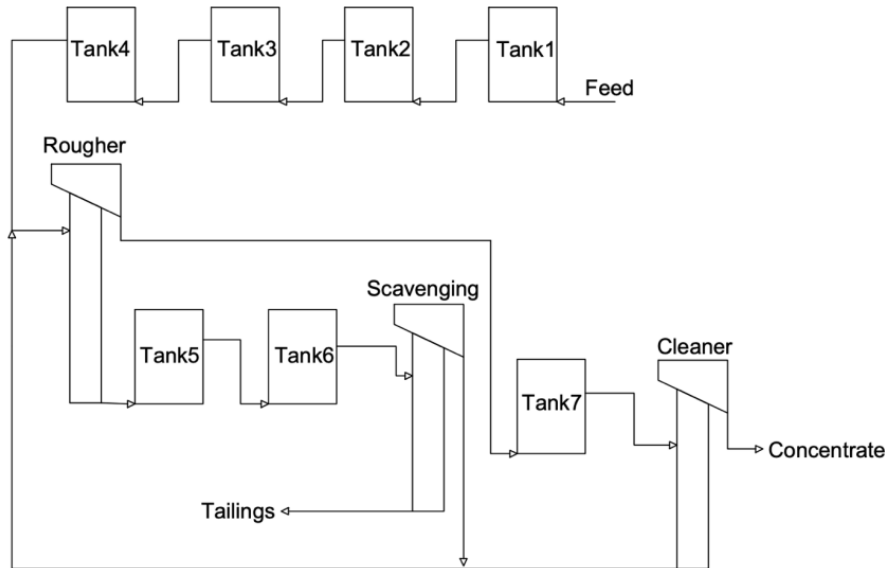 Tank4
Tank3
Tank2
Tank1
Feed
Rougher
Scavenging
Cleaner
Tank5
Tank6
Tank7
Concentrate
Tailings